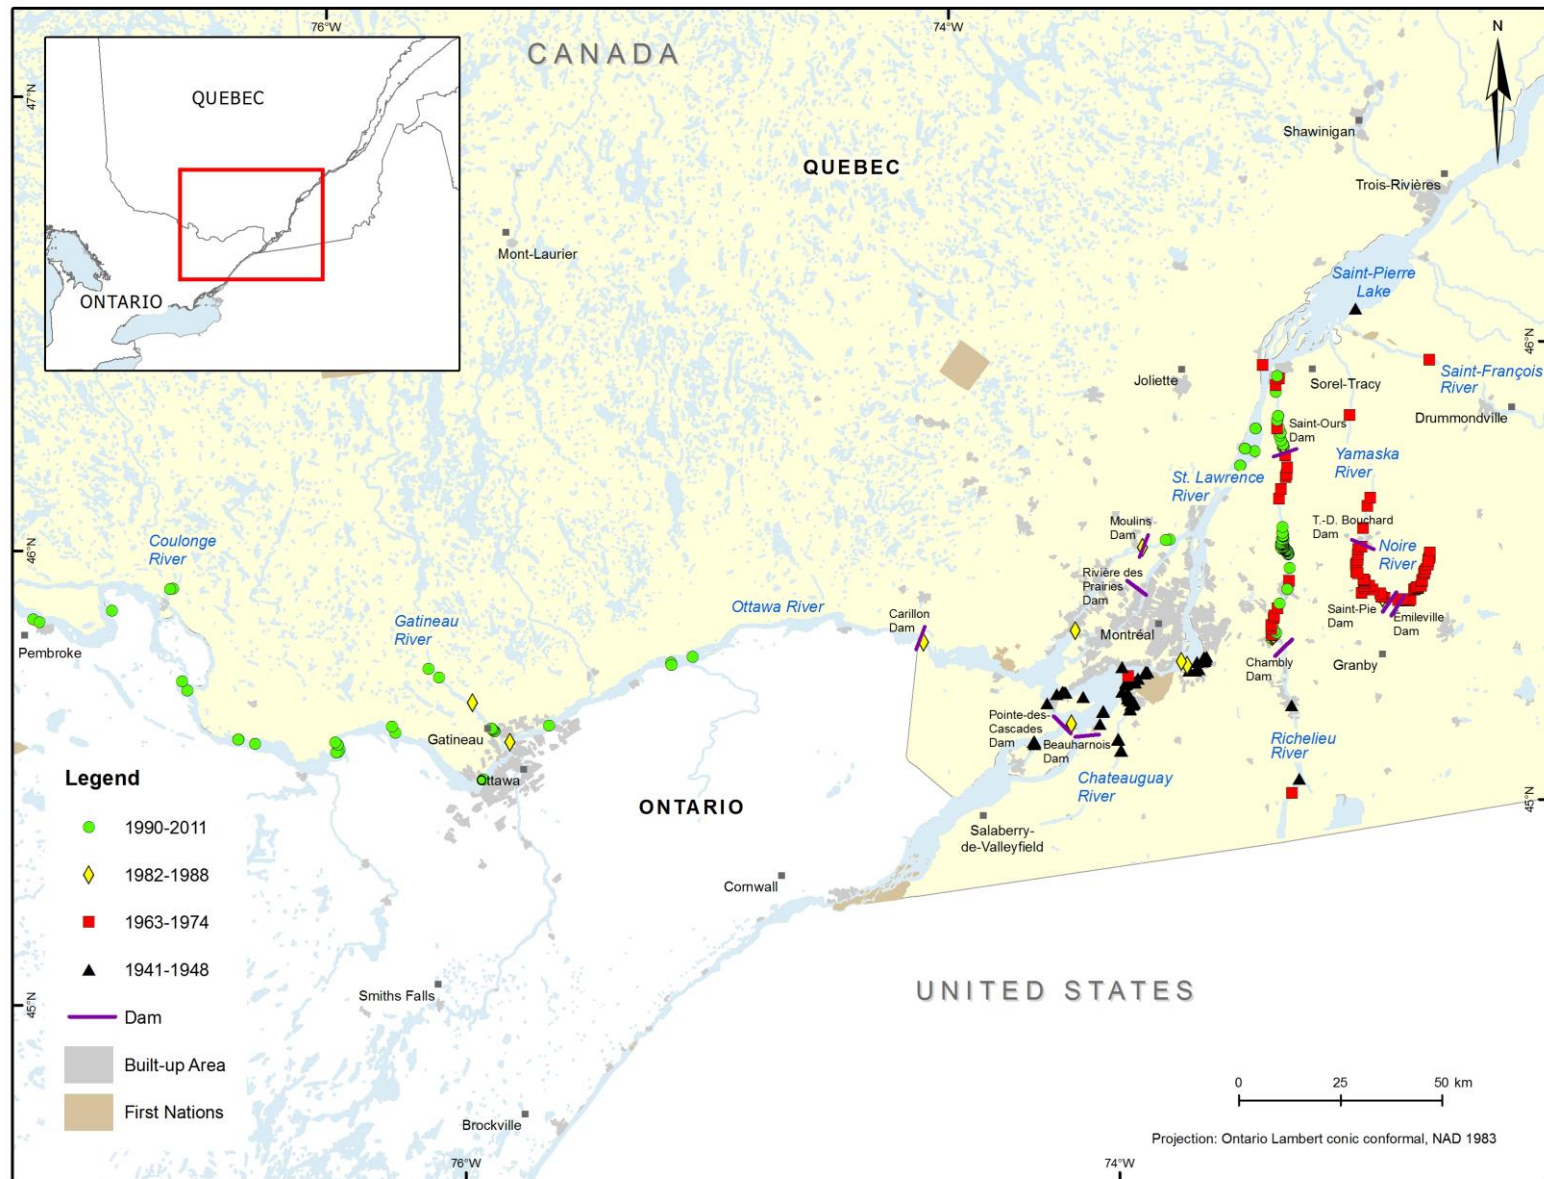 76°W
74°W
CANADA
N
47°N
QUEBEC
ONTARIO
QUEBEC
Shawinigan
Trois-Rivières
Mont-Laurier
Saint-Pierre
Lake
46°N
Joliette
Sorel-Tracy
Saint-François
River
Drummondville
Saint-Ours
Dam
Yamaska
River
St. Lawrence
River
Moulins
Dam
T.-D. Bouchard
Dam
Noire
River
46°N
Coulonge
River
Rivière des
Prairies
Dam
Ottawa River
Gatineau
River
Carillon
Dam
Saint-Pie
Dam
Emileville
Dam
Montréal
Pembroke
Chambly
Dam
Granby
Pointe-des-
Cascades
Dam
Beauharnois
Dam
Gatineau
Richelieu
River
Ottawa
Chateauguay
River
45°N
ONTARIO
Salaberry-
de-Valleyfield
Cornwall
Legend
1990-2011
1982-1988
1963-1974
1941-1948
Dam
Built-up Area
First Nations
UNITED STATES
Smiths Falls
45°N
Brockville
0 25 50 km
Projection: Ontario Lambert conic conformal, NAD 1983
76°W
74°W